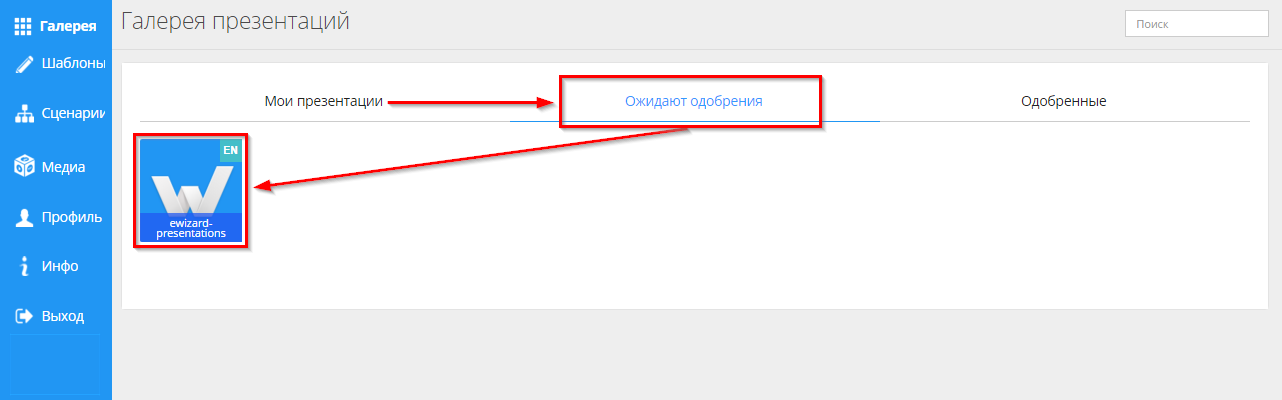 Галерея
Шаблоны
Сценарии
Медиа
Профиль
Инфо
Выход
Галерея презентаций
Поиск
Мои презентации
Ожидают одобрения
Одобренные
EN
ewizard-
presentations